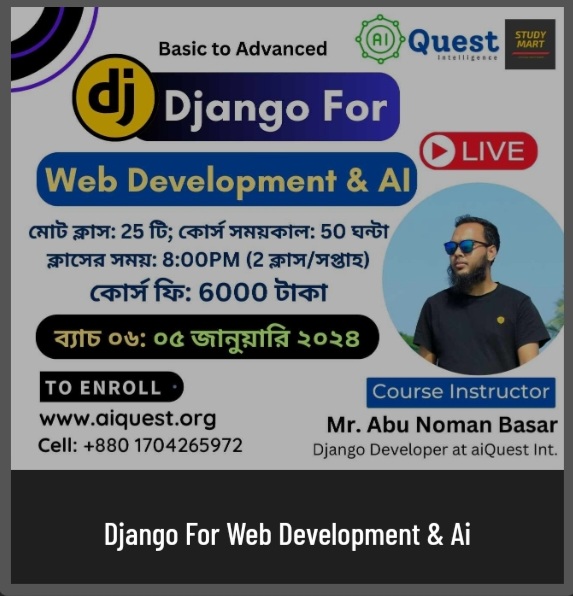 Basic to Advanced
AI Quest
Intelligence
STUDY
MART
dj
Django For
LIVE
Web Development & AI
মোট ক্লাস: 25 টি; কোর্স সময়কাল: 50 ঘন্টা
ক্লাসের সময়: 8:00PM (2 ক্লাস/সপ্তাহ)
কোর্স ফি: 6000 টাকা
ব্যাচ ০৬: ০৫ জানুয়ারি ২০২৪
TO ENROLL
www.aiquest.org
Cell: +880 1704265972
Course Instructor
Mr. Abu Noman Basar
Django Developer at aiQuest Int.
Django For Web Development & Ai